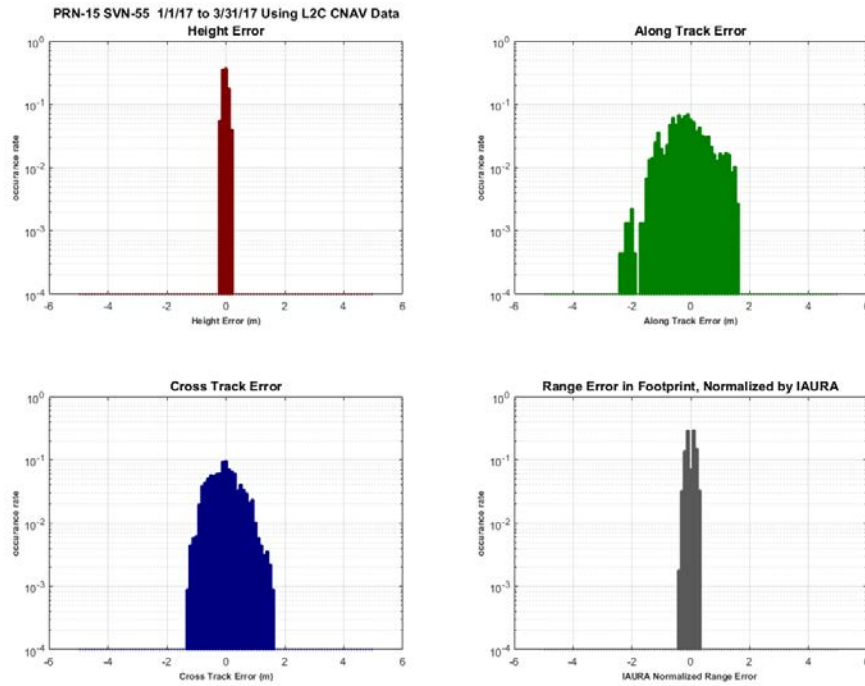 PRN-15 SVN-55 1/1/17 to 3/31/17 Using L2C CNAV Data
Height Error
10^0
10^-1
10^-2
10^-3
10^-4
occurance rate
-6 -4 -2 0 2 4 6
Height Error (m)
Along Track Error
10^0
10^-1
10^-2
10^-3
10^-4
occurance rate
-6 -4 -2 0 2 4 6
Along Track Error (m)
Cross Track Error
10^0
10^-1
10^-2
10^-3
10^-4
occurance rate
-6 -4 -2 0 2 4 6
Cross Track Error (m)
Range Error in Footprint, Normalized by IAURA
10^0
10^-1
10^-2
10^-3
10^-4
occurance rate
-6 -4 -2 0 2 4 6
IAURA Normalized Range Error